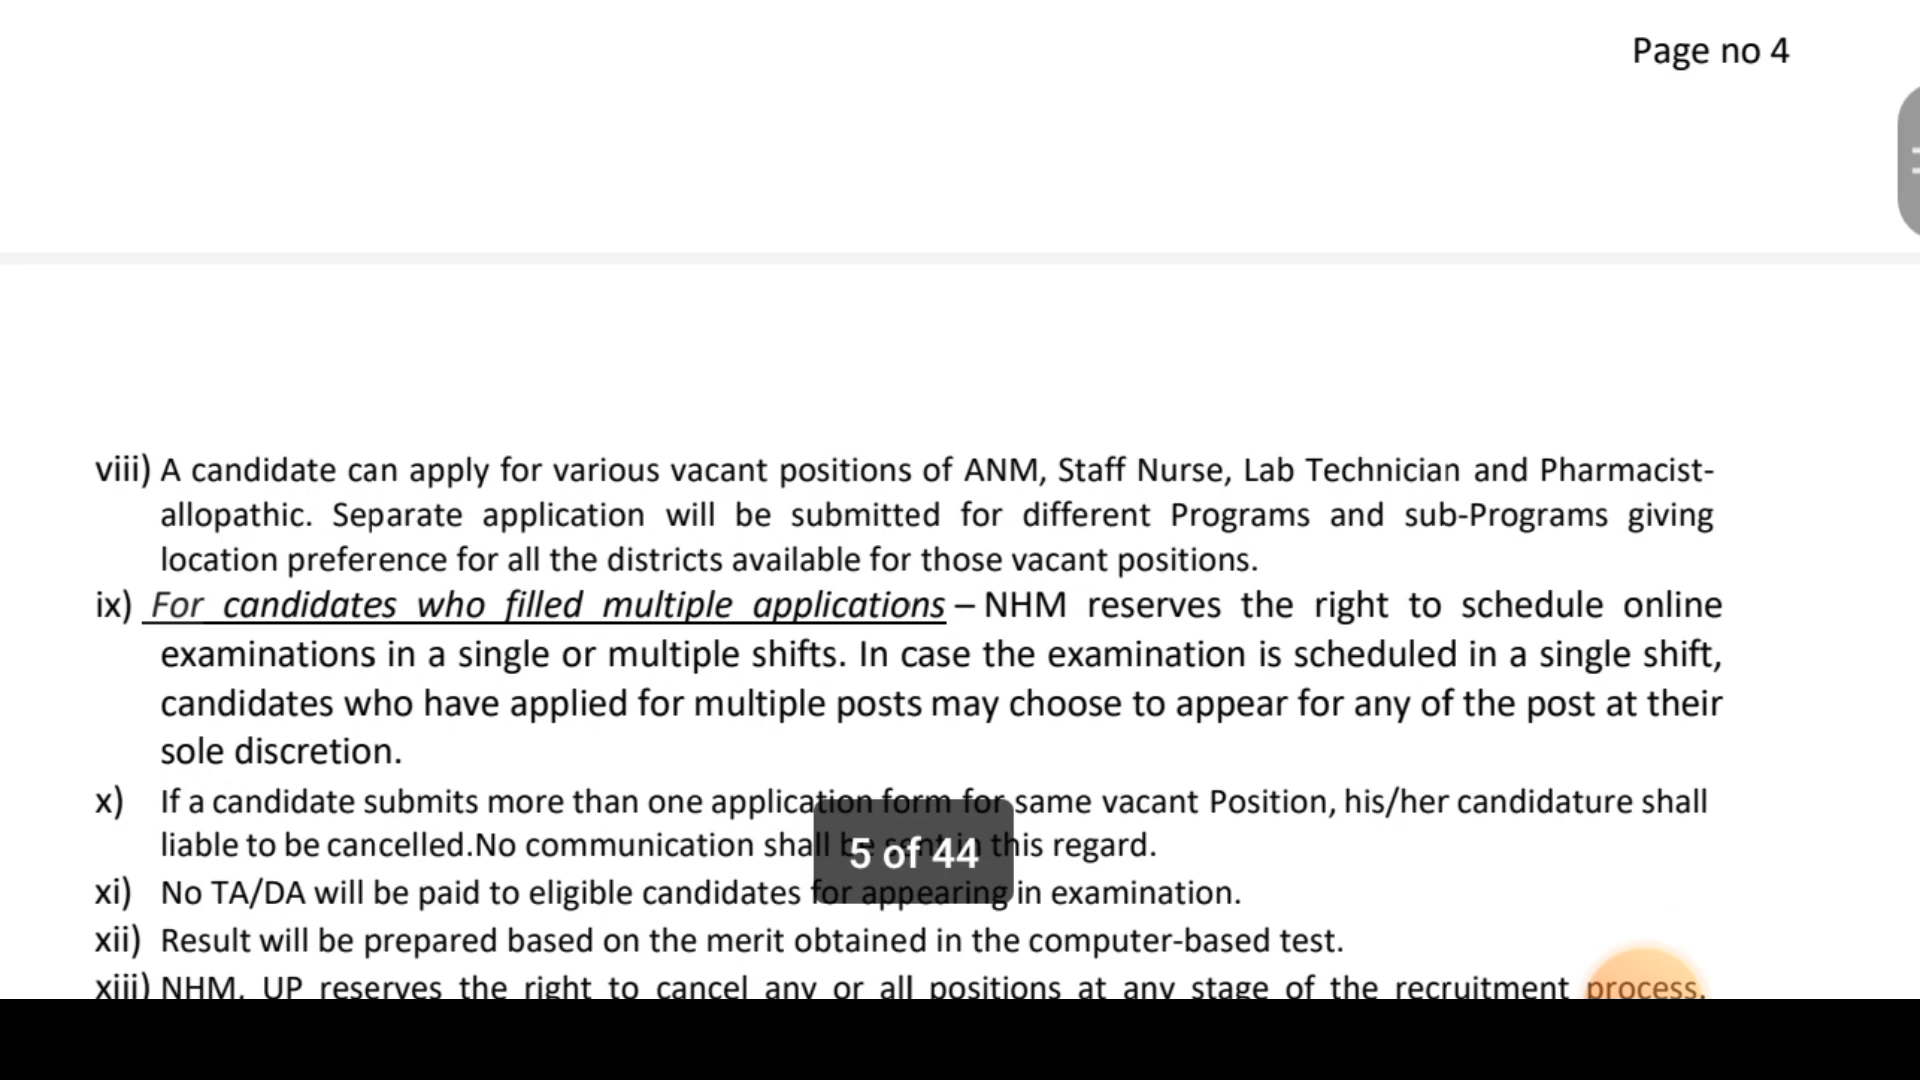 Page no 4
viii) A candidate can apply for various vacant positions of ANM, Staff Nurse, Lab Technician and Pharmacist-
allopathic. Separate application will be submitted for different Programs and sub-Programs giving
location preference for all the districts available for those vacant positions.
ix) For candidates who filled multiple applications – NHM reserves the right to schedule online
examinations in a single or multiple shifts. In case the examination is scheduled in a single shift,
candidates who have applied for multiple posts may choose to appear for any of the post at their
sole discretion.
x) If a candidate submits more than one application form for same vacant Position, his/her candidature shall
liable to be cancelled.No communication shall be sent in this regard.
5 of 44
xi) No TA/DA will be paid to eligible candidates for appearing in examination.
xii) Result will be prepared based on the merit obtained in the computer-based test.
xiii) NHM, UP reserves the right to cancel any or all positions at any stage of the recruitment process.